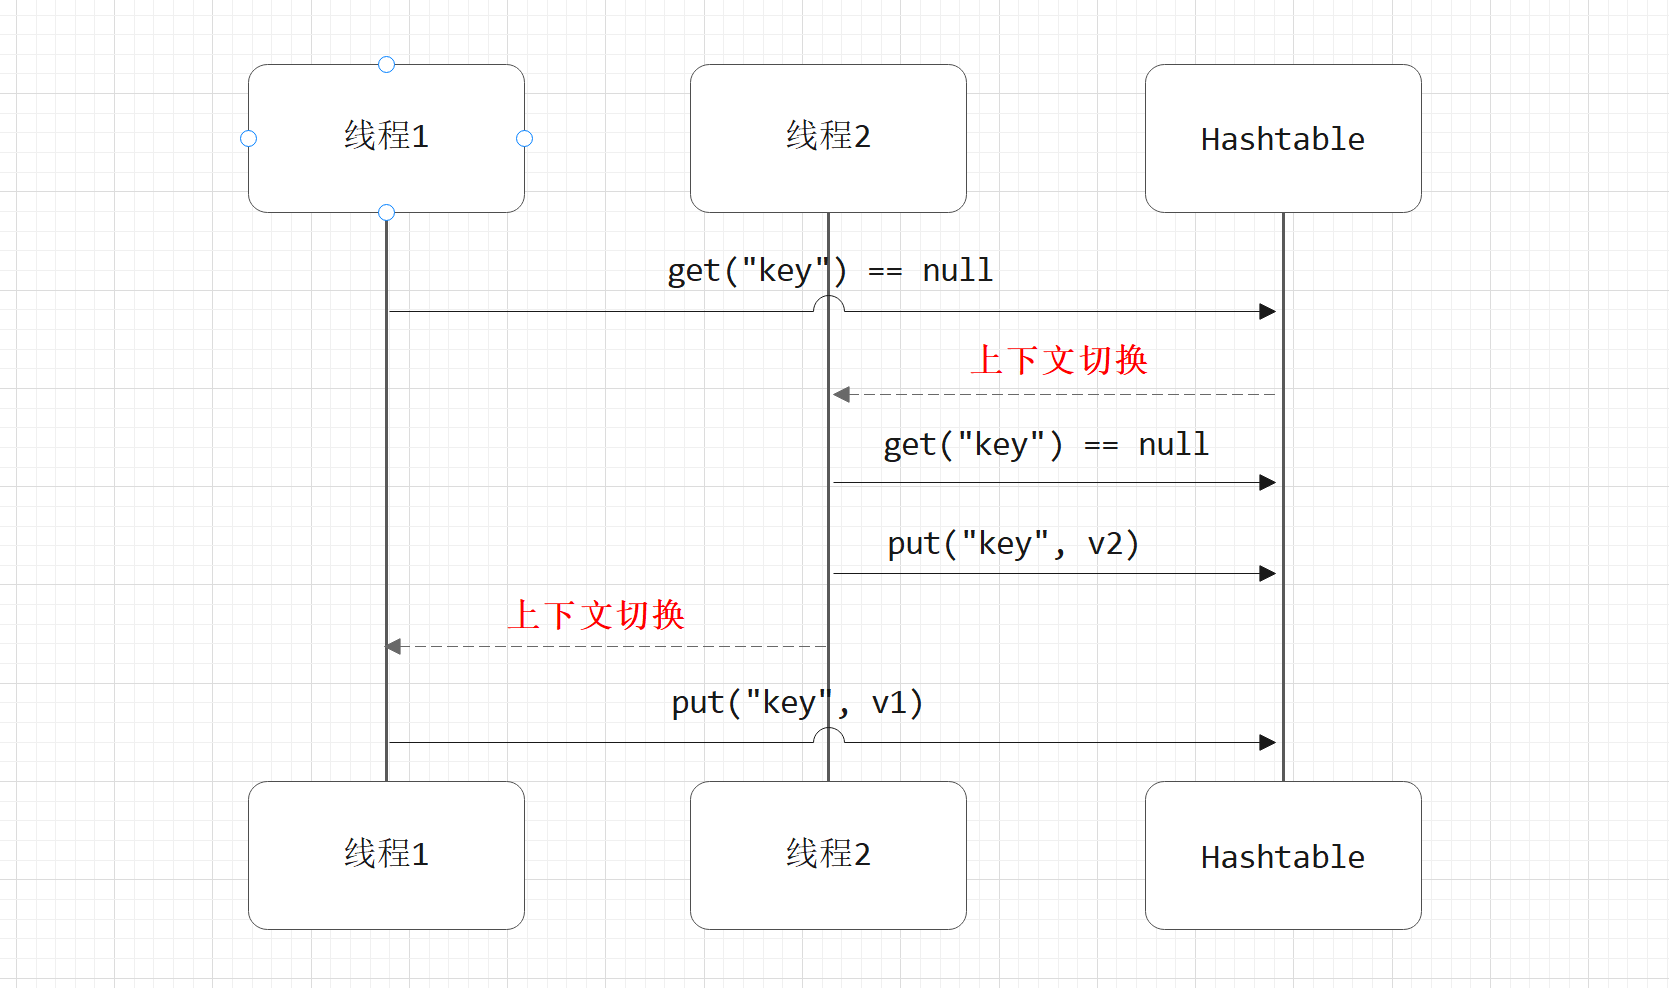 线程1
线程2
Hashtable
get("key") == null
上下文切换
get("key") == null
put("key", v2)
上下文切换
put("key", v1)
线程1
线程2
Hashtable